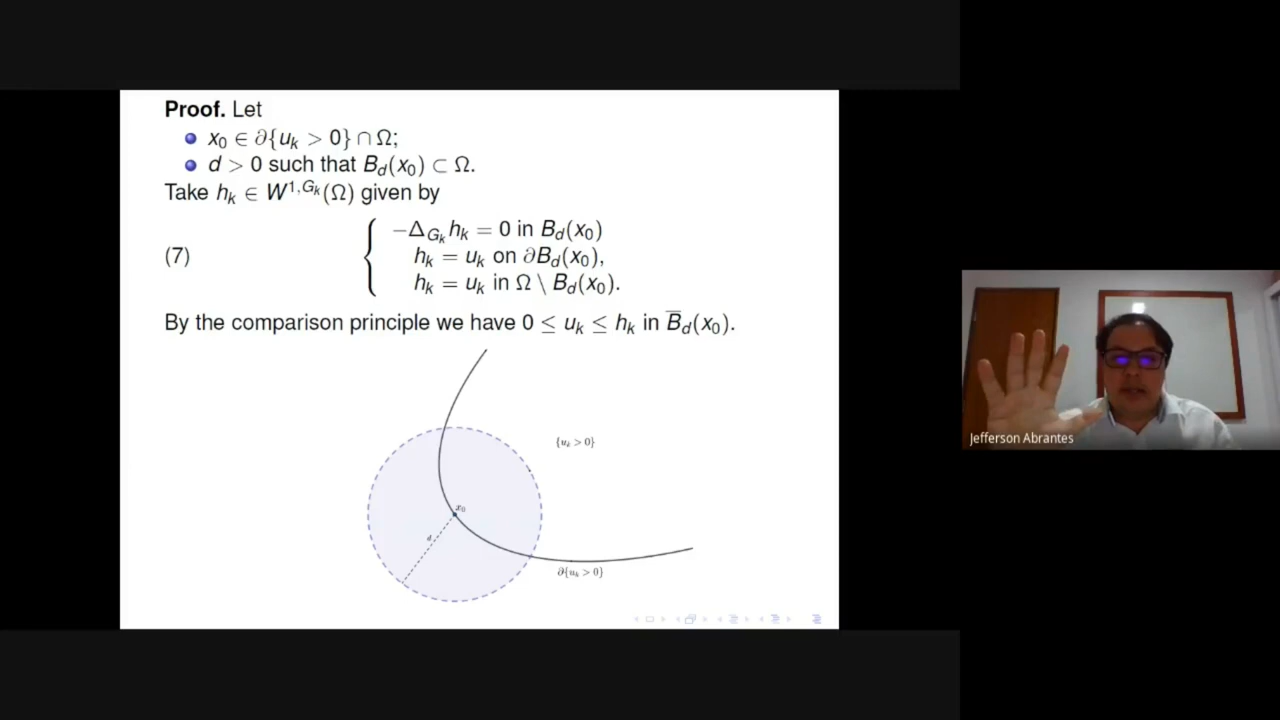 Proof. Let
x₀ ∈ ∂{uₖ > 0} ∩ Ω;
d > 0 such that B_d(x₀) ⊂ Ω.
Take hₖ ∈ W^{1,Gₖ}(Ω) given by
−Δ_{Gₖ} hₖ = 0 in B_d(x₀)
(7) hₖ = uₖ on ∂B_d(x₀),
hₖ = uₖ in Ω \ B_d(x₀).
By the comparison principle we have 0 ≤ uₖ ≤ hₖ in B̅_d(x₀).
{uₖ > 0}
x₀
d
∂{uₖ > 0}
Jefferson Abrantes